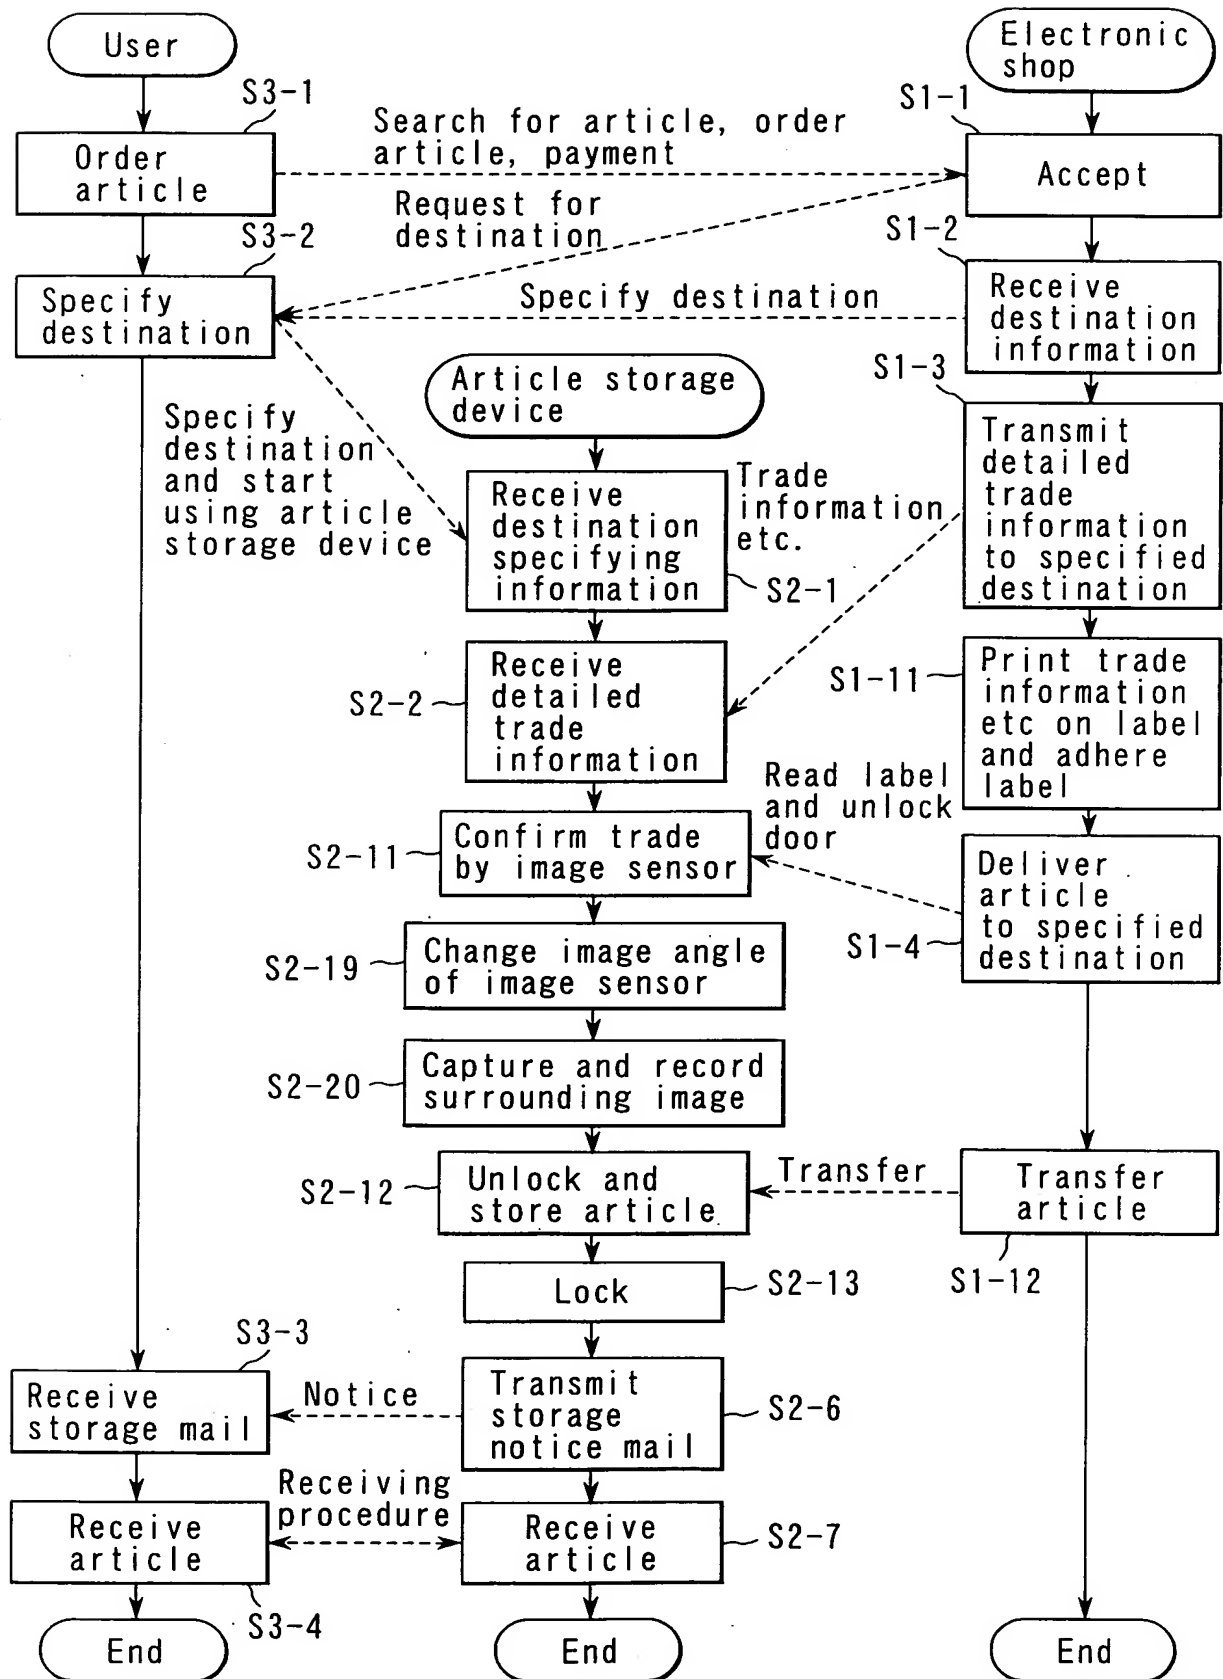 User
Electronic
shop
S3-1
S1-1
Search for article, order
article, payment
Order
article
Accept
Request for
destination
S3-2
S1-2
Specify
destination
Specify destination
Receive
destination
information
S1-3
Article storage
device
Specify
destination
and start
using article
storage device
Receive
destination
specifying
information
S2-1
Trade
information
etc.
Transmit
detailed
trade
information
to specified
destination
S2-2
Receive
detailed
trade
information
S1-11
Print trade
information
etc on label
and adhere
label
Read label
and unlock
door
S2-11
Confirm trade
by image sensor
Deliver
article
to specified
destination
S1-4
S2-19
Change image angle
of image sensor
S2-20
Capture and record
surrounding image
S2-12
Unlock and
store article
Transfer
Transfer
article
S1-12
Lock
S2-13
S3-3
Receive
storage mail
Notice
Transmit
storage
notice mail
S2-6
Receiving
procedure
Receive
article
Receive
article
S2-7
S3-4
End
End
End